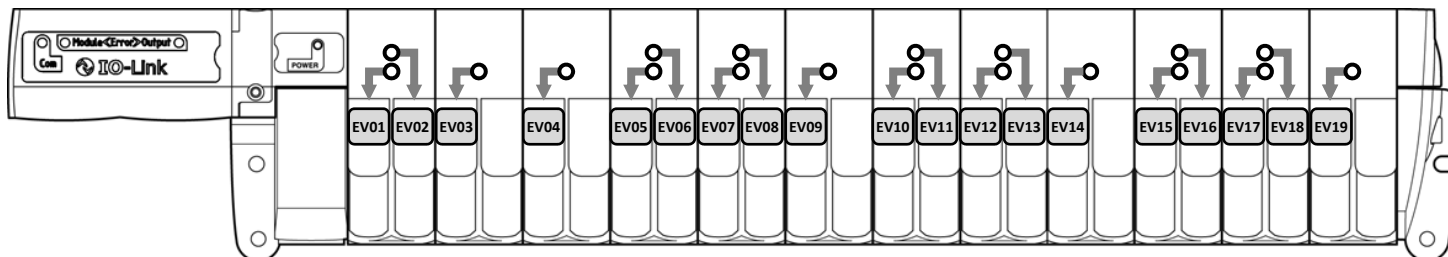 Module<Error>Output
Com
IO-Link
POWER
EV01 EV02 EV03 EV04 EV05 EV06 EV07 EV08 EV09 EV10 EV11 EV12 EV13 EV14 EV15 EV16 EV17 EV18 EV19